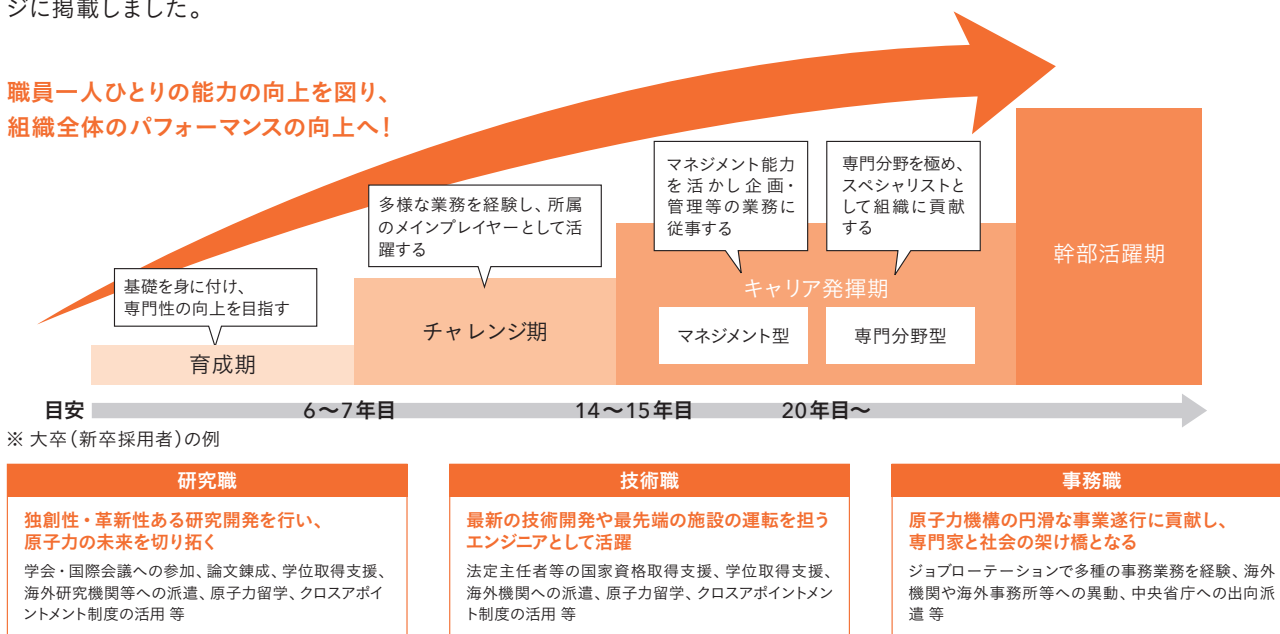 ジに掲載しました。
職員一人ひとりの能力の向上を図り、
組織全体のパフォーマンスの向上へ！
基礎を身に付け、
専門性の向上を目指す
育成期
多様な業務を経験し、所属
のメインプレイヤーとして活
躍する
チャレンジ期
マネジメント能力
を活かし企画・
管理等の業務に
従事する
専門分野を極め、
スペシャリストと
して組織に貢献
する
キャリア発揮期
マネジメント型
専門分野型
幹部活躍期
目安
6～7年目
14～15年目
20年目～
※ 大卒（新卒採用者）の例
研究職
独創性・革新性ある研究開発を行い、
原子力の未来を切り拓く
学会・国際会議への参加、論文錬成、学位取得支援、
海外研究機関等への派遣、原子力留学、クロスアポイ
ントメント制度の活用 等
技術職
最新の技術開発や最先端の施設の運転を担う
エンジニアとして活躍
法定主任者等の国家資格取得支援、学位取得支援、
海外機関への派遣、原子力留学、クロスアポイントメン
ト制度の活用 等
事務職
原子力機構の円滑な事業遂行に貢献し、
専門家と社会の架け橋となる
ジョブローテーションで多種の事務業務を経験、海外
機関や海外事務所等への異動、中央省庁への出向派
遣 等